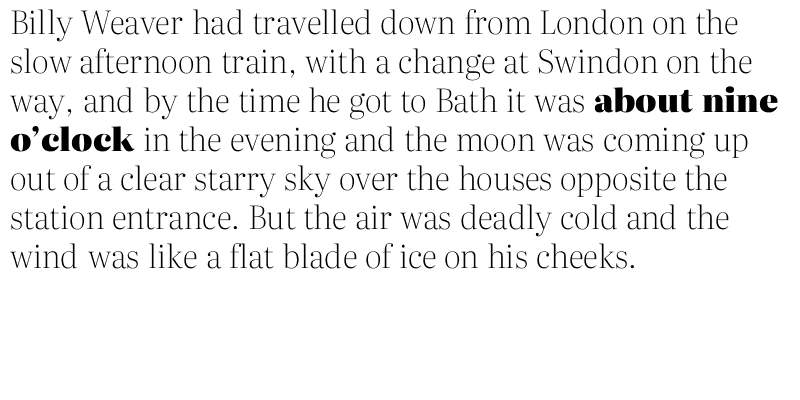 Billy Weaver had travelled down from London on the
slow afternoon train, with a change at Swindon on the
way, and by the time he got to Bath it was about nine
o’clock in the evening and the moon was coming up
out of a clear starry sky over the houses opposite the
station entrance. But the air was deadly cold and the
wind was like a flat blade of ice on his cheeks.